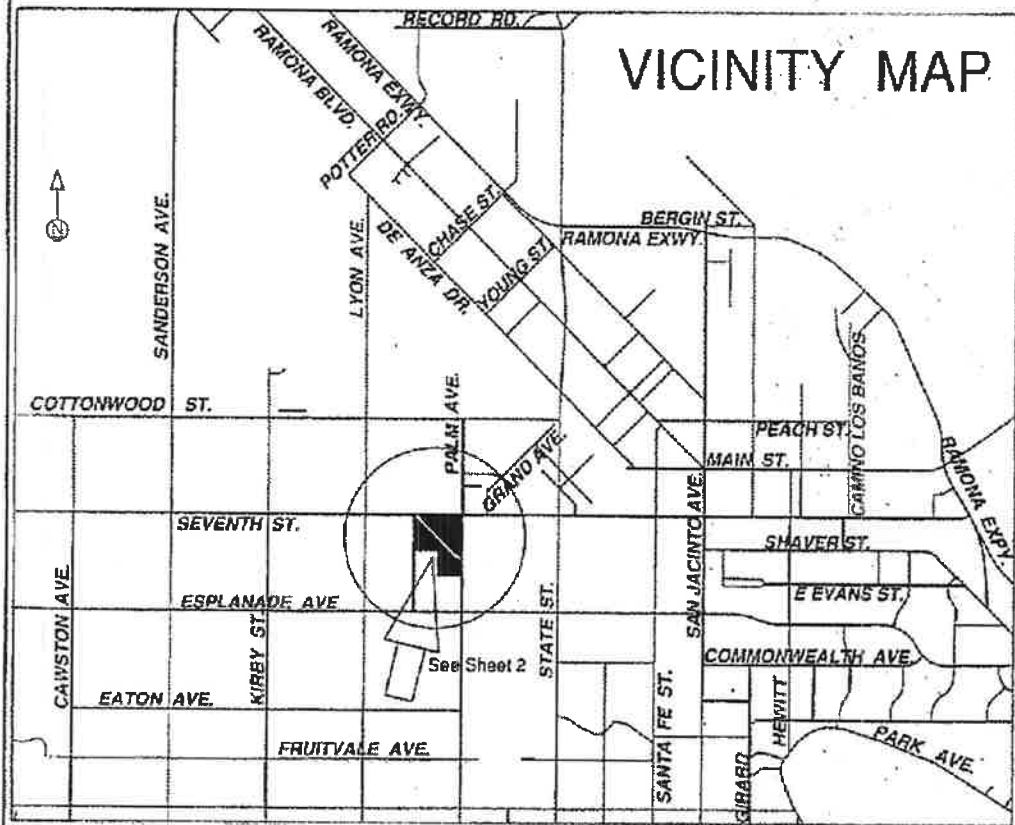 RECORD RD.
VICINITY MAP
RAMONA EXWY.
RAMONA BLVD.
POTTER RD.
N
SANDERSON AVE.
LYON AVE.
CHASE ST.
DE ANZA DR.
YOUNG ST.
BERGIN ST.
RAMONA EXWY.
COTTONWOOD ST.
PALM AVE.
GRAND AVE.
PEACH ST.
MAIN ST.
CAMINO LOS BANOS
RAMONA EXPY.
SEVENTH ST.
SAN JACINTO AVE.
SHAVER ST.
E EVANS ST.
CAWSTON AVE.
ESPLANADE AVE
KIRBY ST.
STATE ST.
See Sheet 2
COMMONWEALTH AVE.
EATON AVE.
SANTA FE ST.
HEWITT
PARK AVE.
FRUITVALE AVE.
GIRARD